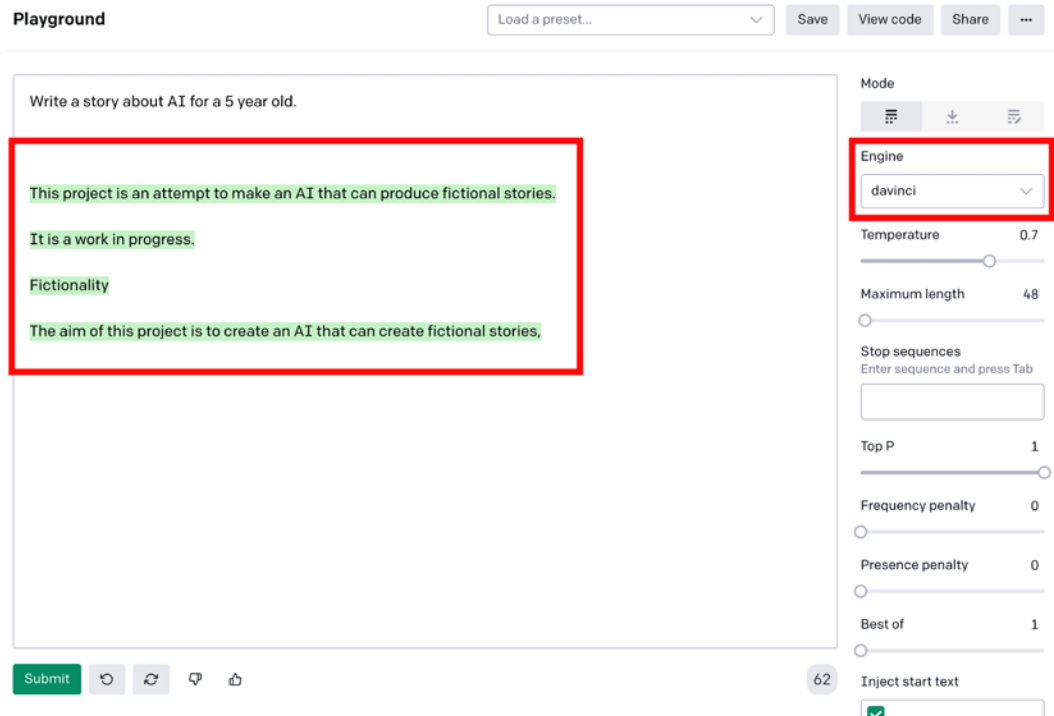 Playground
Load a preset...
Save
View code
Share
...
Write a story about AI for a 5 year old.
This project is an attempt to make an AI that can produce fictional stories.
It is a work in progress.
Fictionality
The aim of this project is to create an AI that can create fictional stories,
Submit
62
Mode
Engine
davinci
Temperature
0.7
Maximum length
48
Stop sequences
Enter sequence and press Tab
Top P
1
Frequency penalty
0
Presence penalty
0
Best of
1
Inject start text